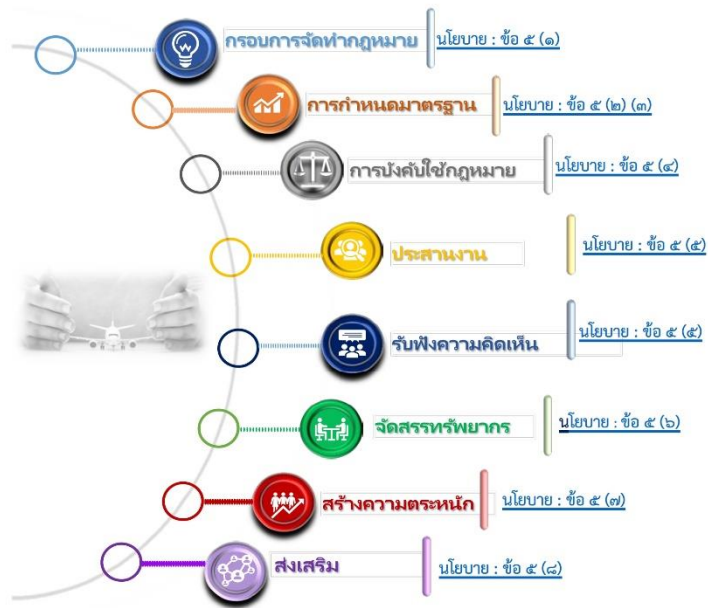 กรอบการจัดทำกฎหมาย นโยบาย : ข้อ ๕ (๑)
การกำหนดมาตรฐาน นโยบาย : ข้อ ๕ (๒) (๓)
การบังคับใช้กฎหมาย นโยบาย : ข้อ ๕ (๔)
ประสานงาน นโยบาย : ข้อ ๕ (๕)
รับฟังความคิดเห็น นโยบาย : ข้อ ๕ (๕)
จัดสรรทรัพยากร นโยบาย : ข้อ ๕ (๖)
สร้างความตระหนัก นโยบาย : ข้อ ๕ (๗)
ส่งเสริม นโยบาย : ข้อ ๕ (๘)